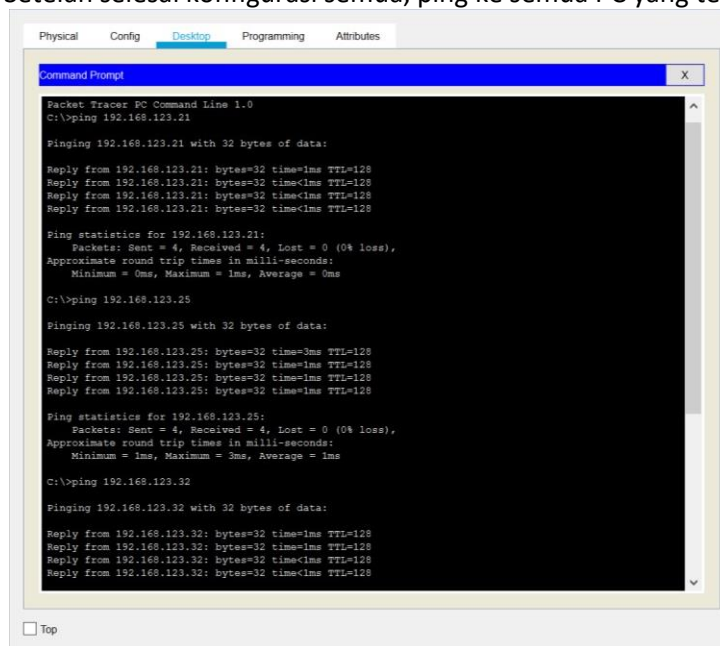 Setelah selesai konfigurasi semua, ping ke semua PC yang te
Physical Config Desktop Programming Attributes
Command Prompt X
Packet Tracer PC Command Line 1.0
C:\>ping 192.168.123.21
Pinging 192.168.123.21 with 32 bytes of data:
Reply from 192.168.123.21: bytes=32 time=1ms TTL=128
Reply from 192.168.123.21: bytes=32 time<1ms TTL=128
Reply from 192.168.123.21: bytes=32 time<1ms TTL=128
Reply from 192.168.123.21: bytes=32 time<1ms TTL=128
Ping statistics for 192.168.123.21:
Packets: Sent = 4, Received = 4, Lost = 0 (0% loss),
Approximate round trip times in milli-seconds:
Minimum = 0ms, Maximum = 1ms, Average = 0ms
C:\>ping 192.168.123.25
Pinging 192.168.123.25 with 32 bytes of data:
Reply from 192.168.123.25: bytes=32 time=3ms TTL=128
Reply from 192.168.123.25: bytes=32 time=1ms TTL=128
Reply from 192.168.123.25: bytes=32 time=1ms TTL=128
Reply from 192.168.123.25: bytes=32 time=1ms TTL=128
Ping statistics for 192.168.123.25:
Packets: Sent = 4, Received = 4, Lost = 0 (0% loss),
Approximate round trip times in milli-seconds:
Minimum = 1ms, Maximum = 3ms, Average = 1ms
C:\>ping 192.168.123.32
Pinging 192.168.123.32 with 32 bytes of data:
Reply from 192.168.123.32: bytes=32 time=1ms TTL=128
Reply from 192.168.123.32: bytes=32 time=1ms TTL=128
Reply from 192.168.123.32: bytes=32 time<1ms TTL=128
Reply from 192.168.123.32: bytes=32 time<1ms TTL=128
Top